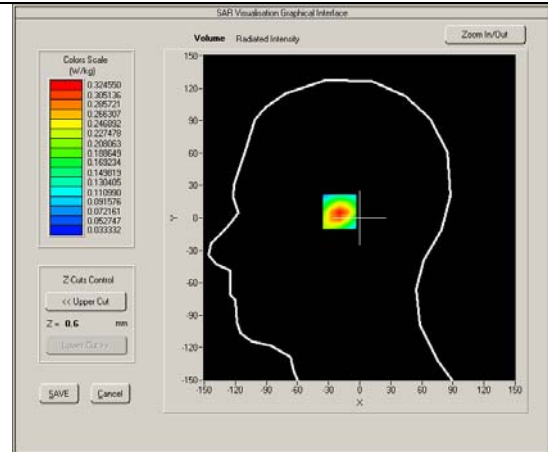 SAR Visualisation Graphical Interface
Volume Radiated Intensity
Zoom In/Out
Colors Scale
(W/kg)
0.324550
0.305136
0.285721
0.266307
0.246892
0.227478
0.208063
0.188649
0.169234
0.149819
0.130405
0.110990
0.091576
0.072161
0.052747
0.033332
150-
120-
90-
60-
30-
Y 0-
-30-
-60-
-90-
-120-
-150-
-150 -120 -90 -60 -30 0 30 60 90 120 150
X
Z Cuts Control
<< Upper Cut
Z = 0.6 mm
Lower Cut >>
SAVE Cancel